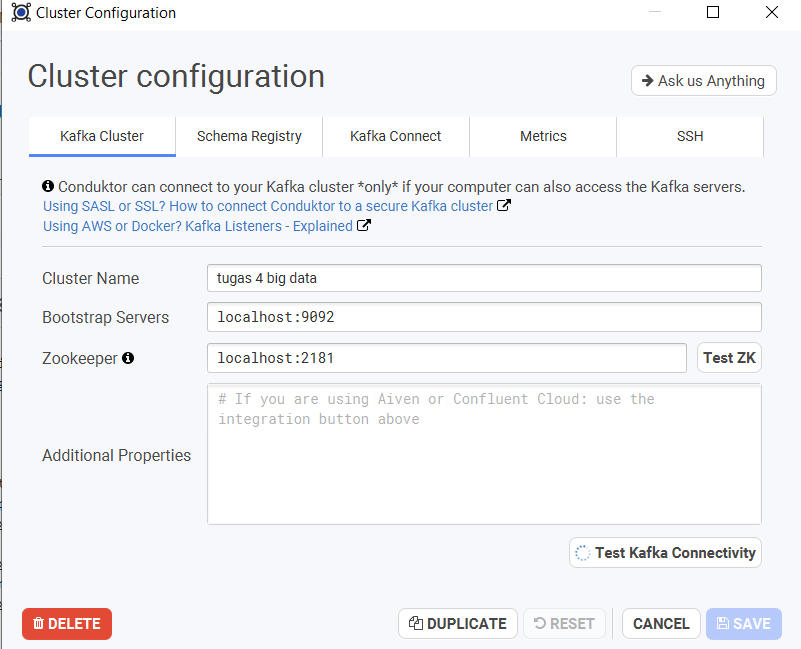 Cluster Configuration
Cluster configuration
Ask us Anything
Kafka Cluster
Schema Registry
Kafka Connect
Metrics
SSH
Conduktor can connect to your Kafka cluster *only* if your computer can also access the Kafka servers.
Using SASL or SSL? How to connect Conduktor to a secure Kafka cluster
Using AWS or Docker? Kafka Listeners - Explained
Cluster Name
tugas 4 big data
Bootstrap Servers
localhost:9092
Zookeeper
localhost:2181
Test ZK
Additional Properties
# If you are using Aiven or Confluent Cloud: use the
integration button above
Test Kafka Connectivity
DELETE
DUPLICATE
RESET
CANCEL
SAVE